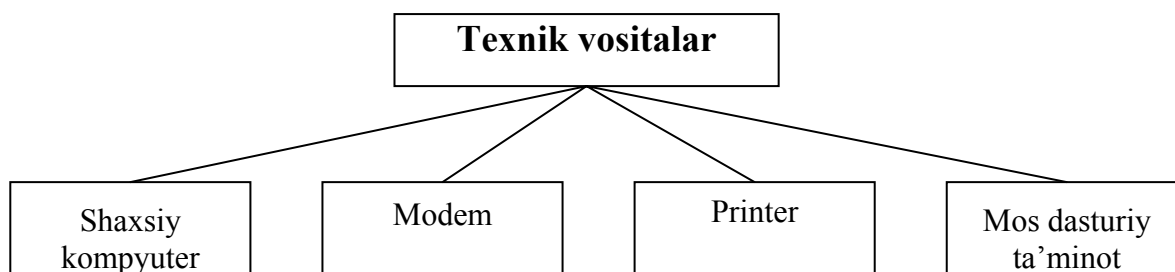 Texnik vositalar
Shaxsiy
kompyuter
Modem
Printer
Mos dasturiy
ta’minot